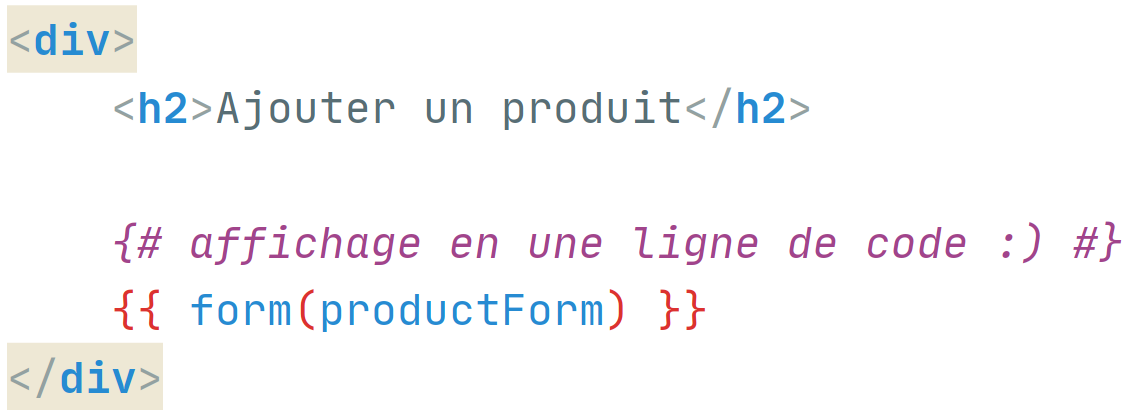 <div>
<h2>Ajouter un produit</h2>
{# affichage en une ligne de code :) #}
{{ form(productForm) }}
</div>